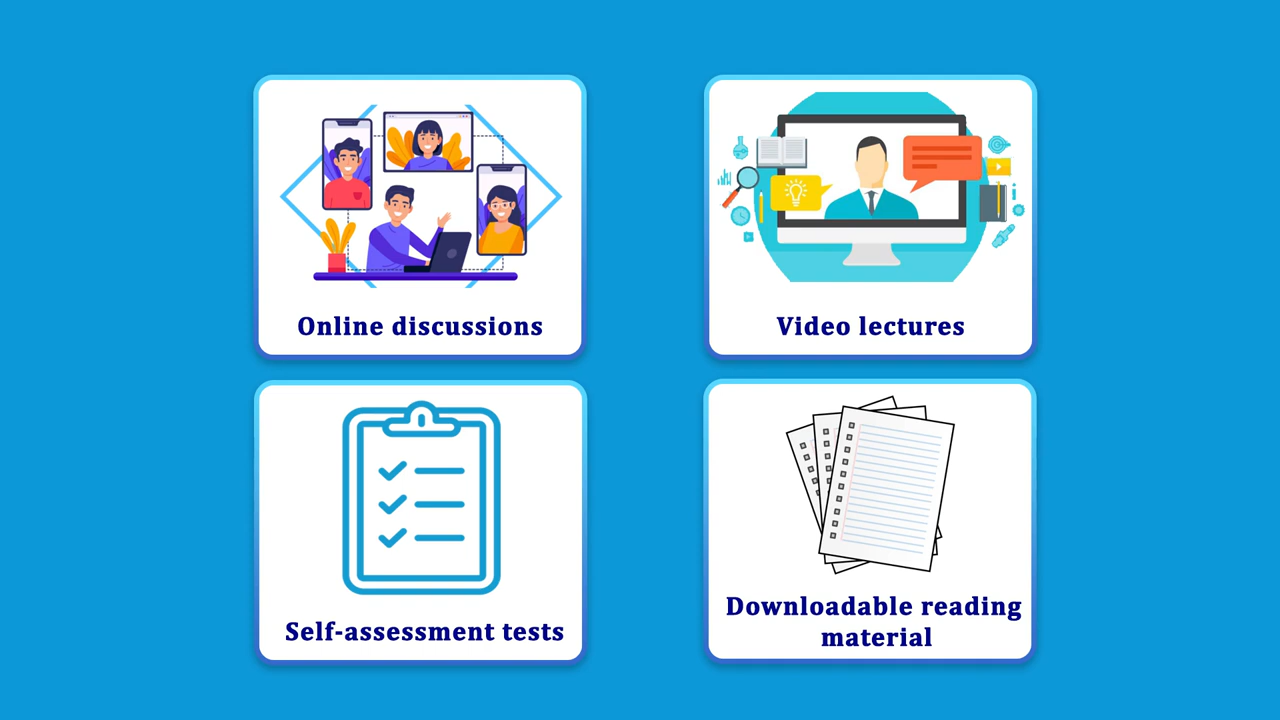 Online discussions
Video lectures
Self-assessment tests
Downloadable reading
material